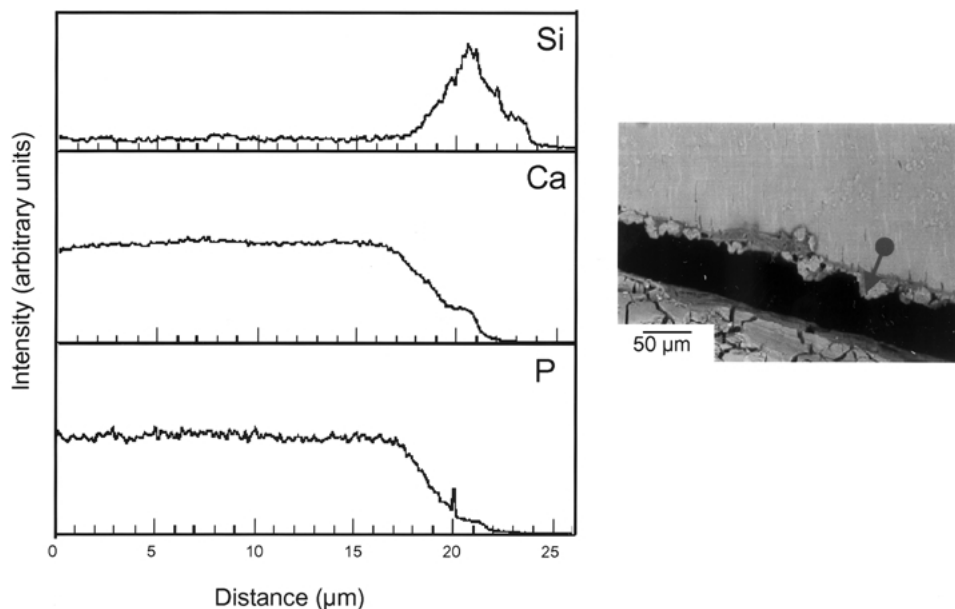 Si
Ca
P
Intensity (arbitrary units)
0 5 10 15 20 25
Distance (µm)
50 µm